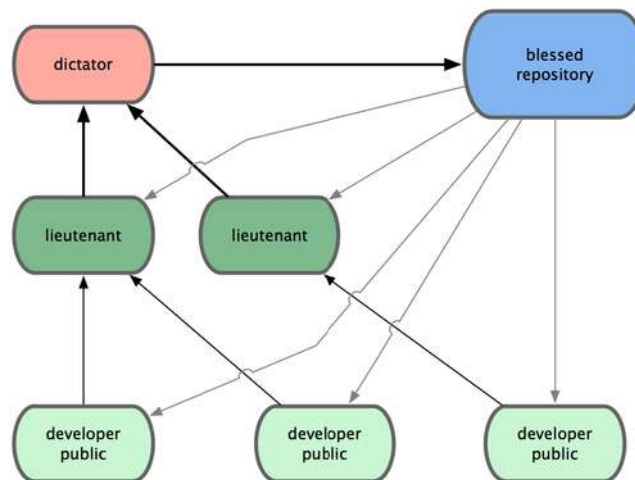 dictator
blessed
repository
lieutenant
lieutenant
developer
public
developer
public
developer
public